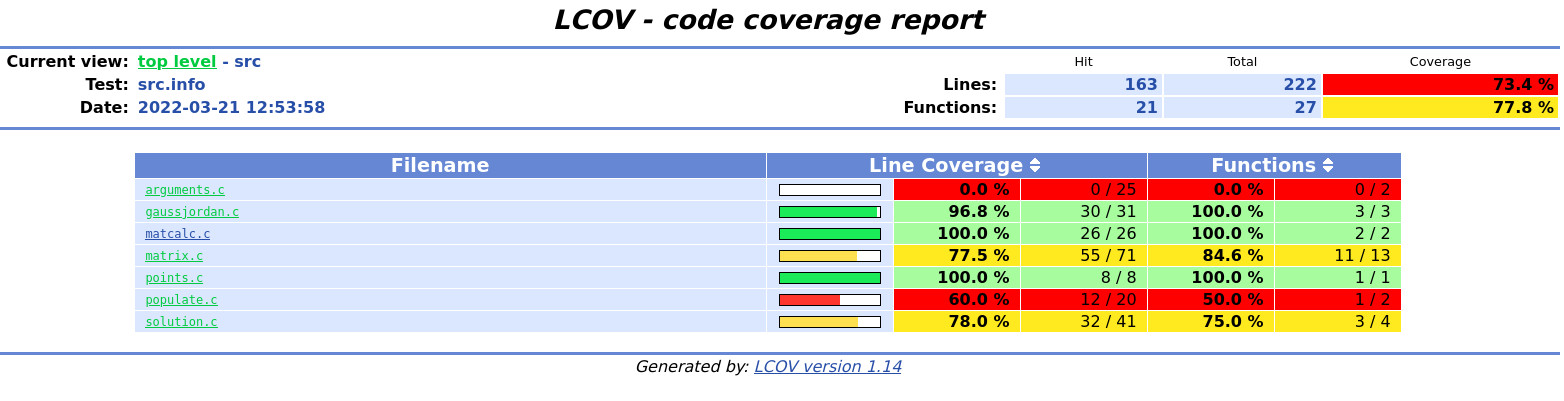 LCOV - code coverage report
Current view: top level - src Hit Total Coverage
Test: src.info Lines: 163 222 73.4 %
Date: 2022-03-21 12:53:58 Functions: 21 27 77.8 %
Filename Line Coverage Functions
arguments.c 0.0 % 0 / 25 0.0 % 0 / 2
gaussjordan.c 96.8 % 30 / 31 100.0 % 3 / 3
matcalc.c 100.0 % 26 / 26 100.0 % 2 / 2
matrix.c 77.5 % 55 / 71 84.6 % 11 / 13
points.c 100.0 % 8 / 8 100.0 % 1 / 1
populate.c 60.0 % 12 / 20 50.0 % 1 / 2
solution.c 78.0 % 32 / 41 75.0 % 3 / 4
Generated by: LCOV version 1.14